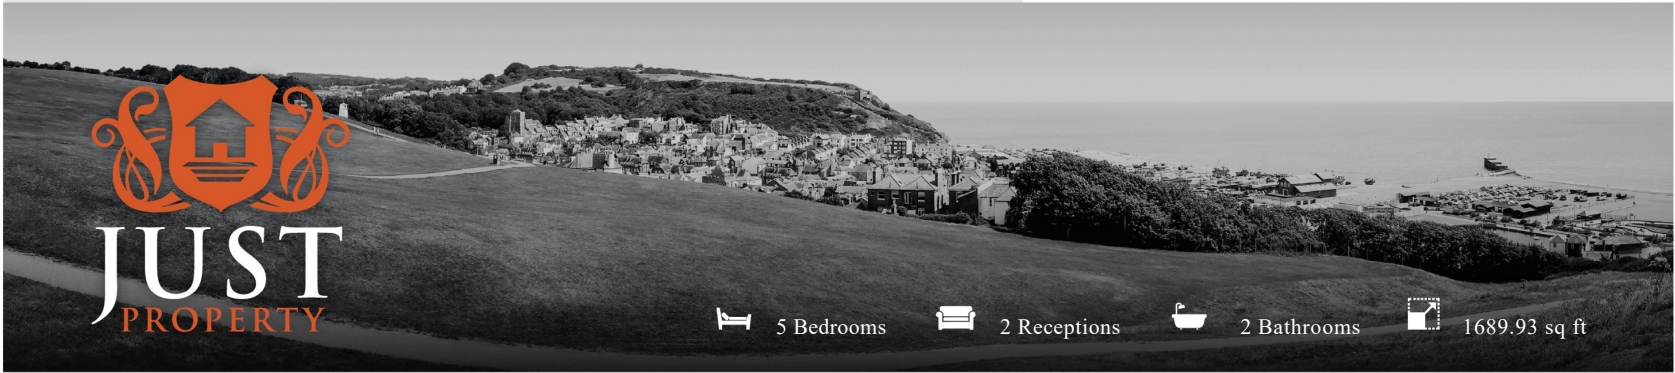 JUST
PROPERTY
5 Bedrooms
2 Receptions
2 Bathrooms
1689.93 sq ft